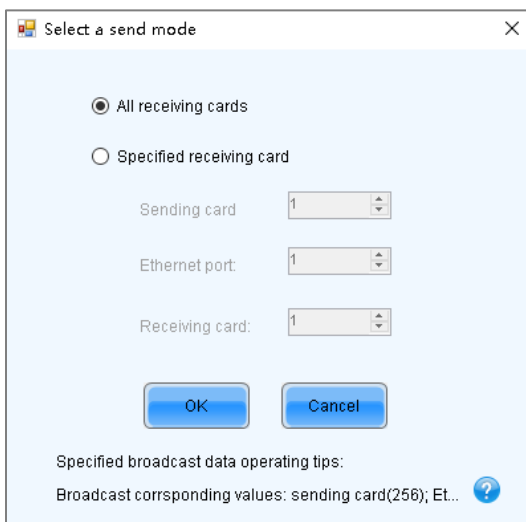 Select a send mode
All receiving cards
Specified receiving card
Sending card 1
Ethernet port: 1
Receiving card: 1
OK Cancel
Specified broadcast data operating tips:
Broadcast corrsponding values: sending card(256); Et... ?